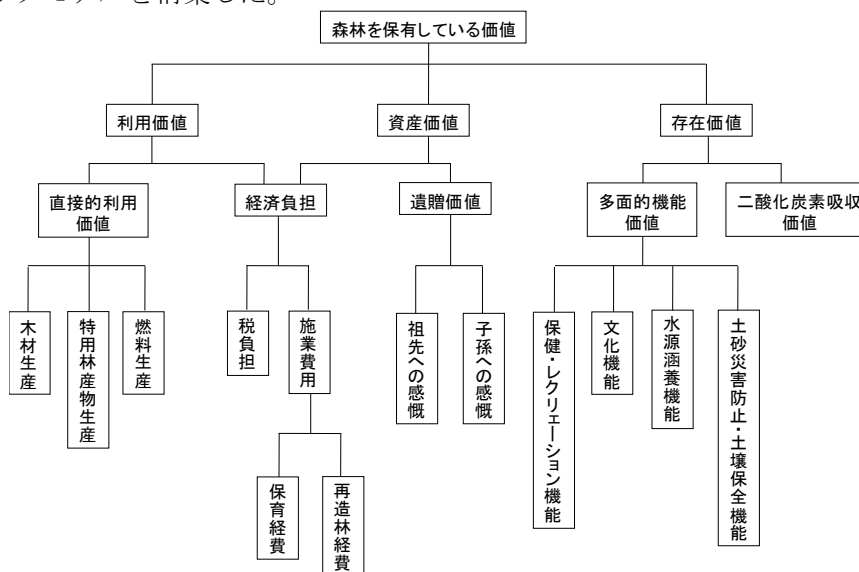 森林を保有している価値
利用価値
資産価値
存在価値
直接的利用
価値
経済負担
遺贈価値
多面的機能
価値
二酸化炭素吸収
価値
木材生産
特用林産物生産
燃料生産
税負担
施業費用
祖先への感慨
子孫への感慨
保健・レクリェーション機能
文化機能
水源涵養機能
土砂災害防止・土壌保全機能
保育経費
再造林経費